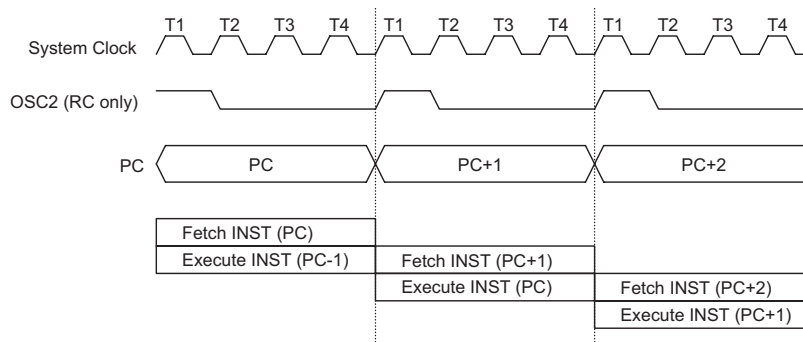 T1 T2 T3 T4 T1 T2 T3 T4 T1 T2 T3 T4
System Clock
OSC2 (RC only)
PC PC PC+1 PC+2
Fetch INST (PC)
Execute INST (PC-1) Fetch INST (PC+1)
Execute INST (PC) Fetch INST (PC+2)
Execute INST (PC+1)